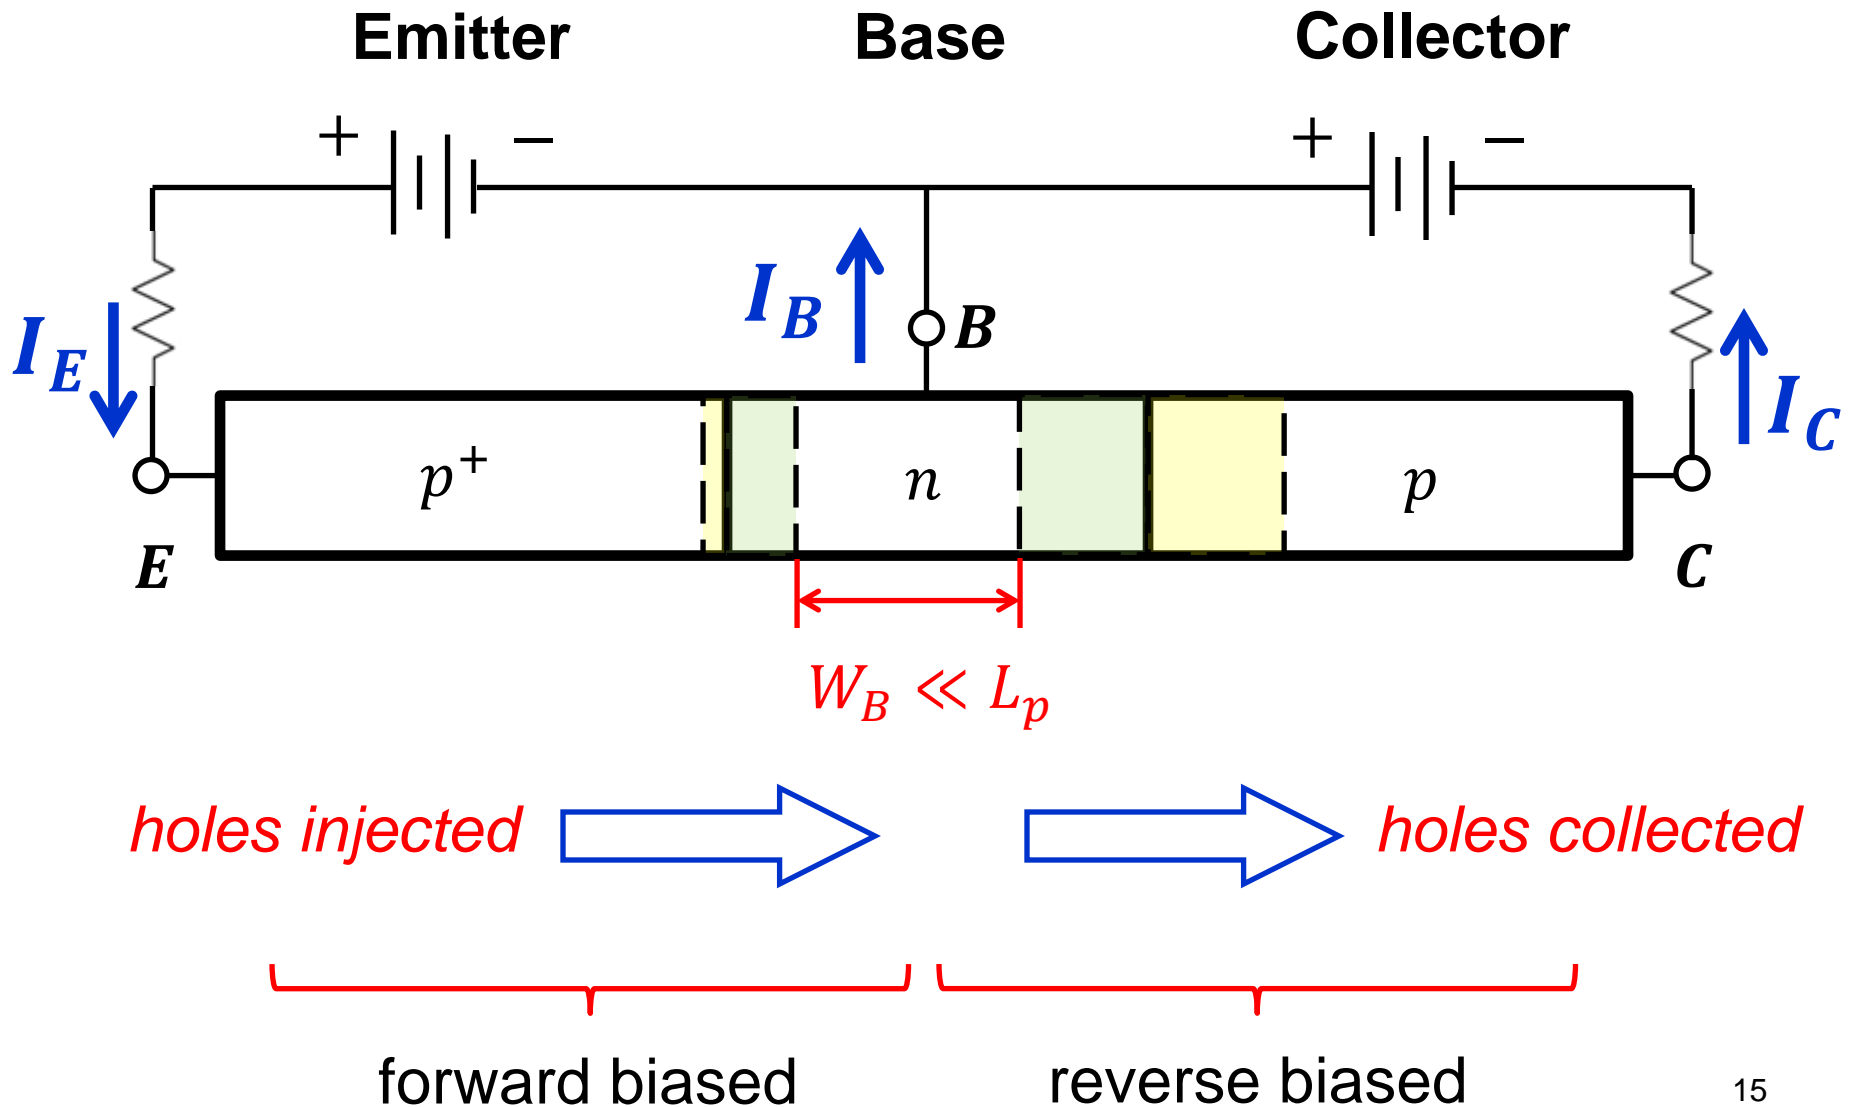 Emitter Base Collector
+ − + −
I_B
B
I_E
I_C
p⁺ n p
E C
W_B ≪ L_p
holes injected holes collected
forward biased reverse biased
15